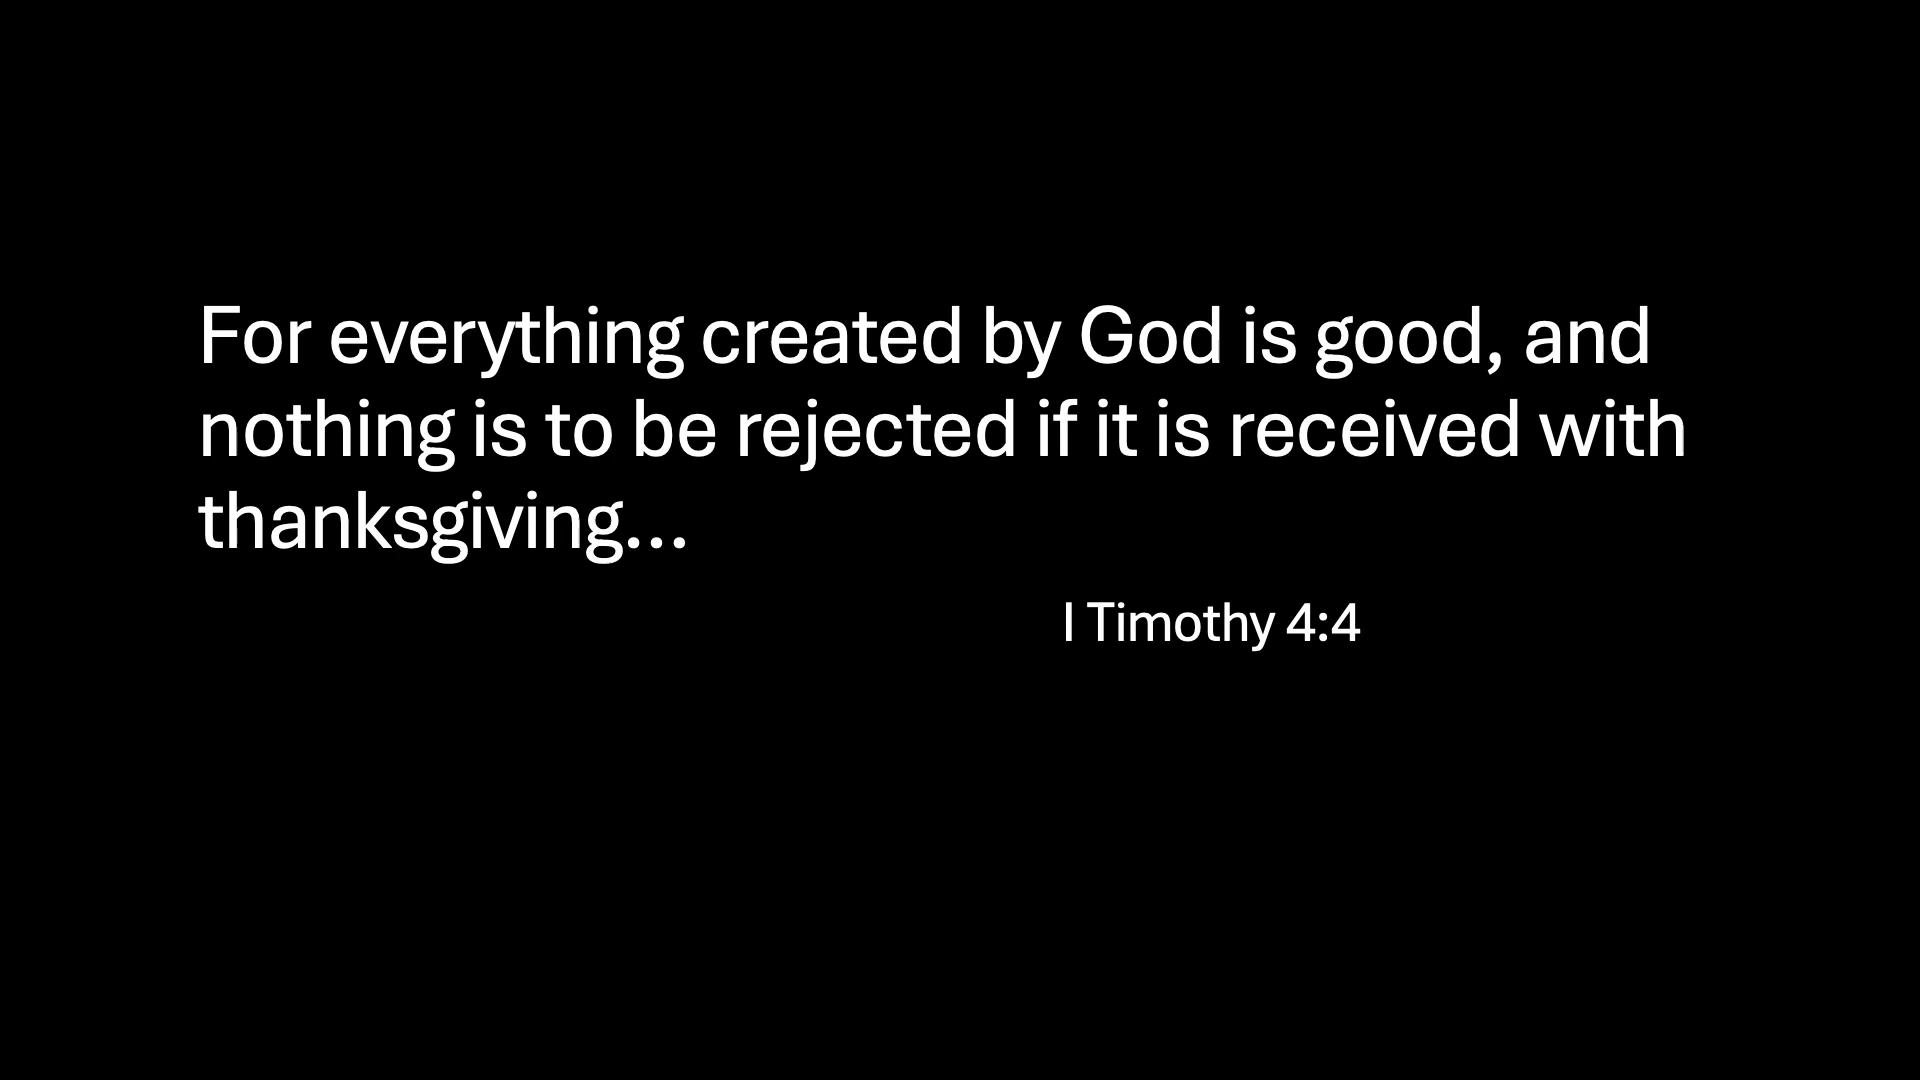 For everything created by God is good, and
nothing is to be rejected if it is received with
thanksgiving...
I Timothy 4:4